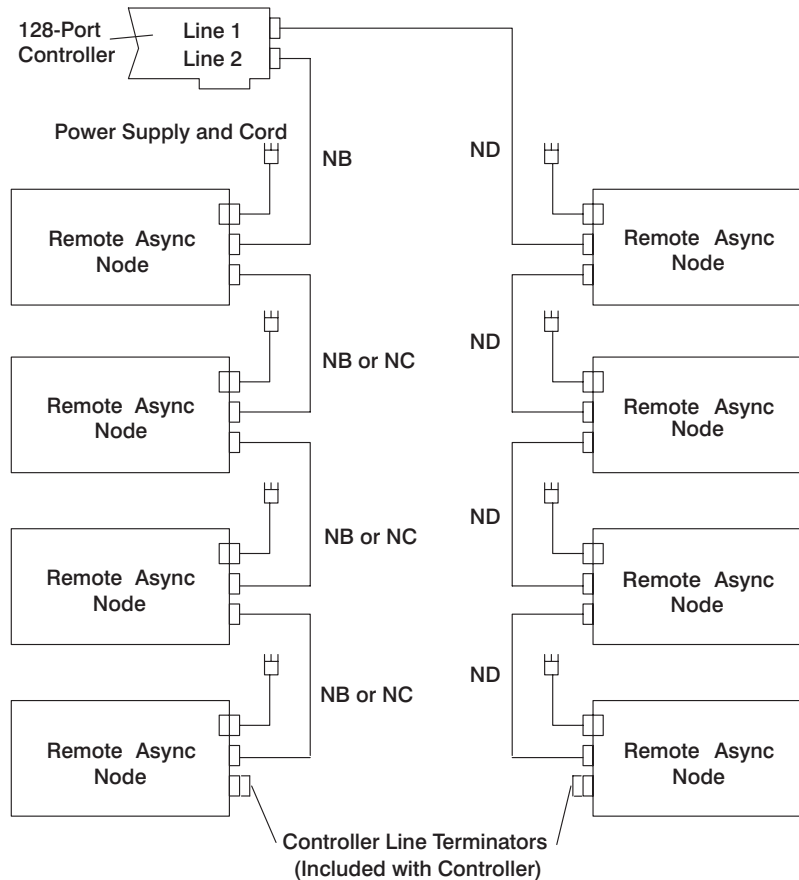 128-Port
Controller
Line 1
Line 2
Power Supply and Cord
NB
ND
Remote Async
Node
Remote Async
Node
NB or NC
ND
Remote Async
Node
Remote Async
Node
NB or NC
ND
Remote Async
Node
Remote Async
Node
NB or NC
ND
Remote Async
Node
Remote Async
Node
Controller Line Terminators
(Included with Controller)